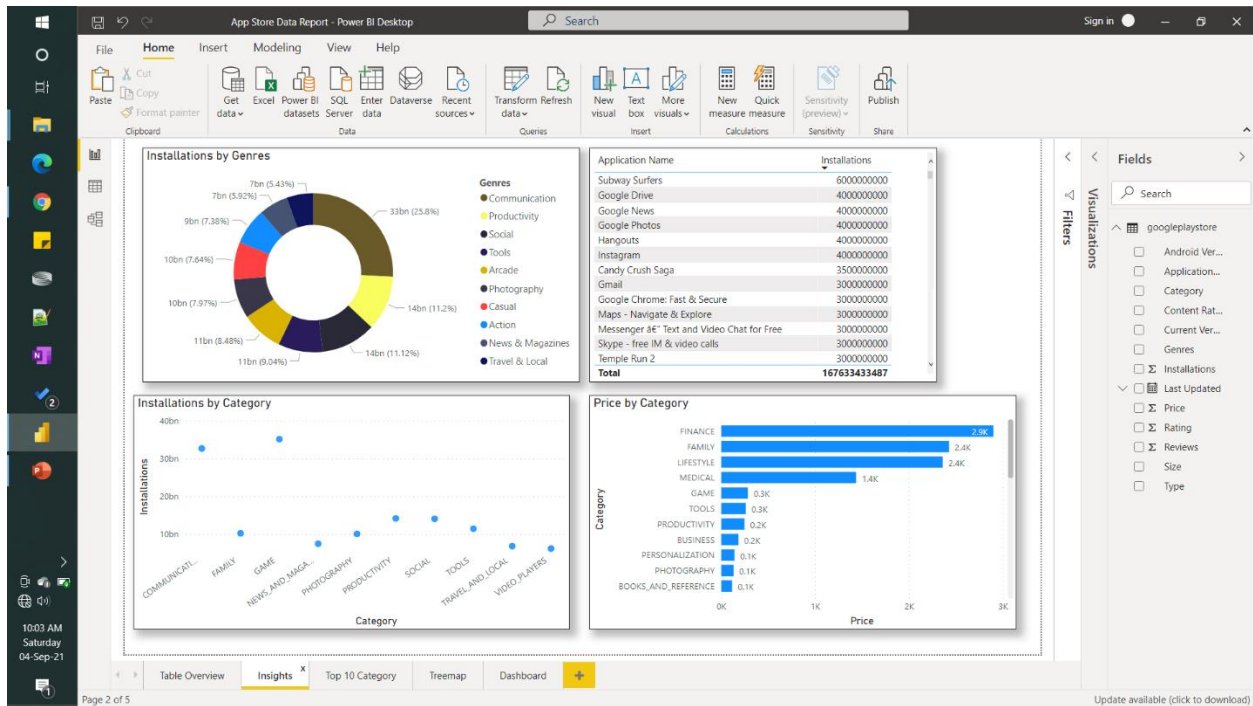 App Store Data Report - Power BI Desktop
Search
Sign in
File Home Insert Modeling View Help
Paste
Cut
Copy
Format painter
Clipboard
Get data
Excel
Power BI datasets
SQL Server
Enter data
Dataverse
Recent sources
Data
Transform data
Refresh
Queries
New visual
Text box
More visuals
Insert
New measure
Quick measure
Calculations
Sensitivity (preview)
Sensitivity
Publish
Share
Installations by Genres
7bn (5.43%)
7bn (5.92%)
9bn (7.38%)
10bn (7.64%)
10bn (7.97%)
11bn (8.48%)
11bn (9.04%)
14bn (11.12%)
14bn (11.2%)
33bn (25.8%)
Genres
Communication
Productivity
Social
Tools
Arcade
Photography
Casual
Action
News & Magazines
Travel & Local
Application Name Installations
Subway Surfers 6000000000
Google Drive 4000000000
Google News 4000000000
Google Photos 4000000000
Hangouts 4000000000
Instagram 4000000000
Candy Crush Saga 3500000000
Gmail 3000000000
Google Chrome: Fast & Secure 3000000000
Maps - Navigate & Explore 3000000000
Messenger â€“ Text and Video Chat for Free 3000000000
Skype - free IM & video calls 3000000000
Temple Run 2 3000000000
Total 167633433487
Installations by Category
Installations
40bn
30bn
20bn
10bn
COMMUNICATI...
FAMILY
GAME
NEWS_AND_MAGA...
PHOTOGRAPHY
PRODUCTIVITY
SOCIAL
TOOLS
TRAVEL_AND_LOCAL
VIDEO_PLAYERS
Category
Price by Category
Category
FINANCE 2.9K
FAMILY 2.4K
LIFESTYLE 2.4K
MEDICAL 1.4K
GAME 0.3K
TOOLS 0.3K
PRODUCTIVITY 0.2K
BUSINESS 0.2K
PERSONALIZATION 0.1K
PHOTOGRAPHY 0.1K
BOOKS_AND_REFERENCE 0.1K
0K 1K 2K 3K
Price
Filters
Visualizations
Fields
Search
googleplaystore
Android Ver...
Application...
Category
Content Rat...
Current Ver...
Genres
Σ Installations
Last Updated
Σ Price
Σ Rating
Σ Reviews
Size
Type
2
10:03 AM
Saturday
04-Sep-21
1
Table Overview Insights x Top 10 Category Treemap Dashboard +
Page 2 of 5
Update available (click to download)